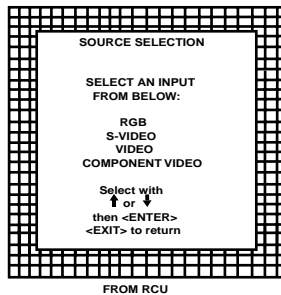 SOURCE SELECTION
SELECT AN INPUT
FROM BELOW:
RGB
S-VIDEO
VIDEO
COMPONENT VIDEO
Select with
↑ or ↓
then <ENTER>
<EXIT> to return
FROM RCU